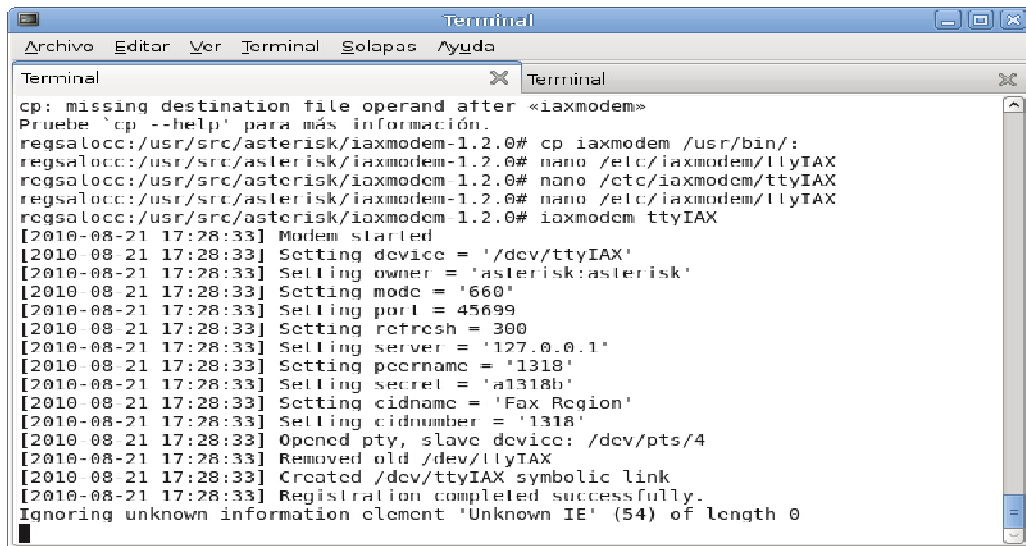 Terminal
Archivo Editar Ver Terminal Solapas Ayuda
Terminal Terminal
cp: missing destination file operand after «iaxmodem»
Pruebe `cp --help' para más información.
regsalocc:/usr/src/asterisk/iaxmodem-1.2.0# cp iaxmodem /usr/bin/:
regsalocc:/usr/src/asterisk/iaxmodem-1.2.0# nano /etc/iaxmodem/ttyIAX
regsalocc:/usr/src/asterisk/iaxmodem-1.2.0# nano /etc/iaxmodem/ttyIAX
regsalocc:/usr/src/asterisk/iaxmodem-1.2.0# nano /etc/iaxmodem/ttyIAX
regsalocc:/usr/src/asterisk/iaxmodem-1.2.0# iaxmodem ttyIAX
[2010-08-21 17:28:33] Modem started
[2010-08-21 17:28:33] Setting device = '/dev/ttyIAX'
[2010-08-21 17:28:33] Setting owner = 'asterisk:asterisk'
[2010-08-21 17:28:33] Setting mode = '660'
[2010-08-21 17:28:33] Setting port = 45699
[2010-08-21 17:28:33] Setting refresh = 300
[2010-08-21 17:28:33] Setting server = '127.0.0.1'
[2010-08-21 17:28:33] Setting peername = '1318'
[2010-08-21 17:28:33] Setting secret = 'a1318b'
[2010-08-21 17:28:33] Setting cidname = 'Fax Region'
[2010-08-21 17:28:33] Setting cidnumber = '1318'
[2010-08-21 17:28:33] Opened pty, slave device: /dev/pts/4
[2010-08-21 17:28:33] Removed old /dev/ttyIAX
[2010-08-21 17:28:33] Created /dev/ttyIAX symbolic link
[2010-08-21 17:28:33] Registration completed successfully.
Ignoring unknown information element 'Unknown IE' (54) of length 0